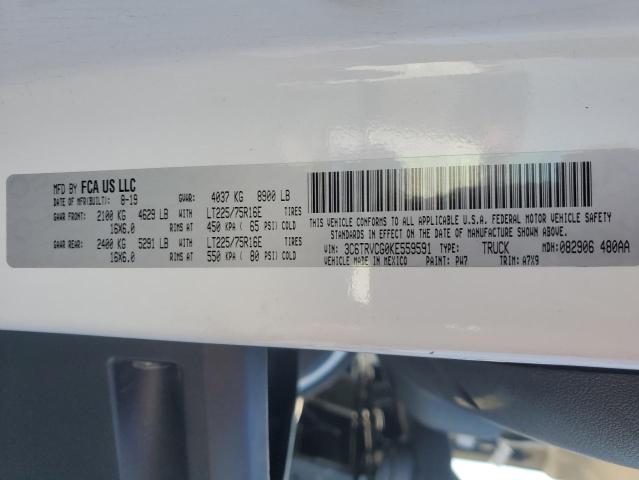 MFD BY FCA US LLC
DATE OF MFR(BUILT): 8-19 GVWR: 4037 KG 8900 LB
GAWR FRONT: 2100 KG 4629 LB WITH LT225/75R16E TIRES
16X6.0 RIMS AT 450 KPA ( 65 PSI) COLD
GAWR REAR: 2400 KG 5291 LB WITH LT225/75R16E TIRES
16X6.0 RIMS AT 550 KPA ( 80 PSI) COLD
THIS VEHICLE CONFORMS TO ALL APPLICABLE U.S.A. FEDERAL MOTOR VEHICLE SAFETY
STANDARDS IN EFFECT ON THE DATE OF MANUFACTURE SHOWN ABOVE.
VIN: 3C6TRVCG0KE559591 TYPE: TRUCK MDH:082906 480AA
VEHICLE MADE IN MEXICO PAINT: PW7 TRIM: A7X9